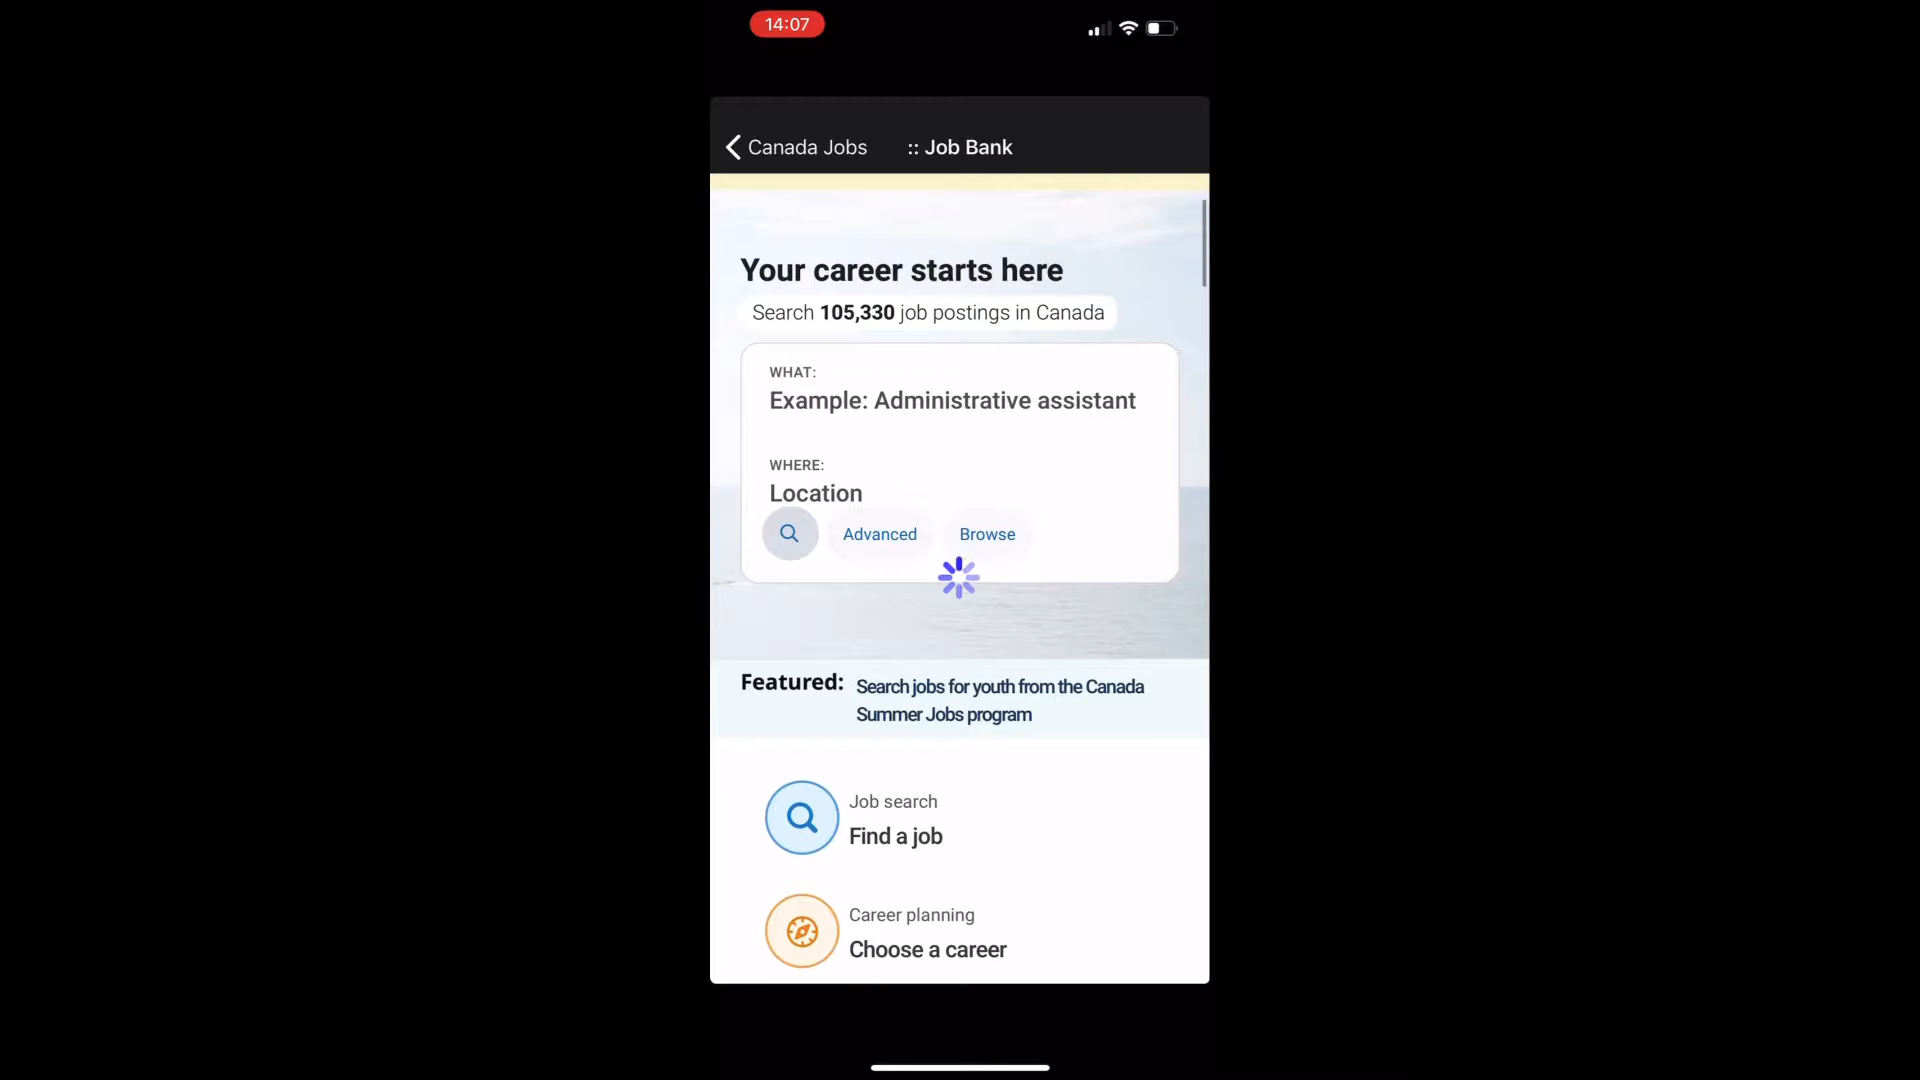 14:07
Canada Jobs
:: Job Bank
Your career starts here
Search 105,330 job postings in Canada
WHAT:
Example: Administrative assistant
WHERE:
Location
Advanced
Browse
Featured:
Search jobs for youth from the Canada
Summer Jobs program
Job search
Find a job
Career planning
Choose a career